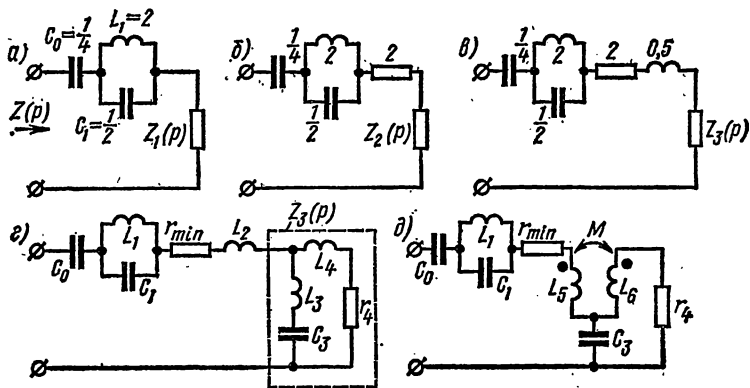 а)
C₀=1/4
L₁=2
C₁=1/2
Z(p)
Z₁(p)
б)
1/4
2
1/2
2
Z₂(p)
в)
1/4
2
1/2
2
0,5
Z₃(p)
г)
C₀
L₁
C₁
r_min
L₂
Z₃(p)
L₃
L₄
C₃
r₄
д)
C₀
L₁
C₁
r_min
M
L₅
L₆
C₃
r₄